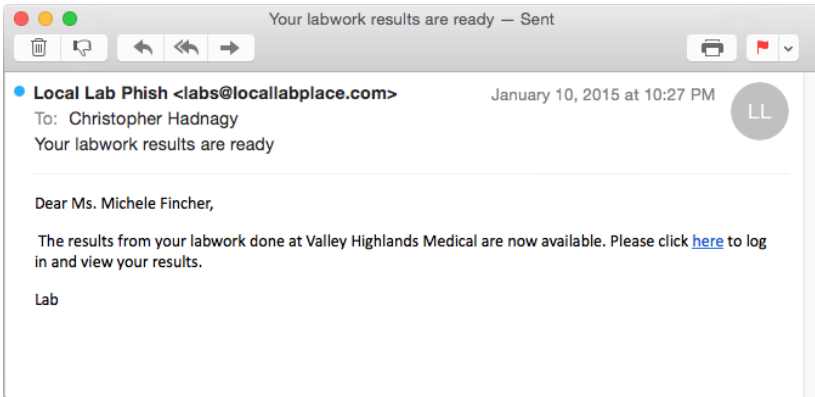 Your labwork results are ready — Sent
Local Lab Phish <labs@locallabplace.com>
January 10, 2015 at 10:27 PM
LL
To: Christopher Hadnagy
Your labwork results are ready
Dear Ms. Michele Fincher,
The results from your labwork done at Valley Highlands Medical are now available. Please click here to log
in and view your results.
Lab